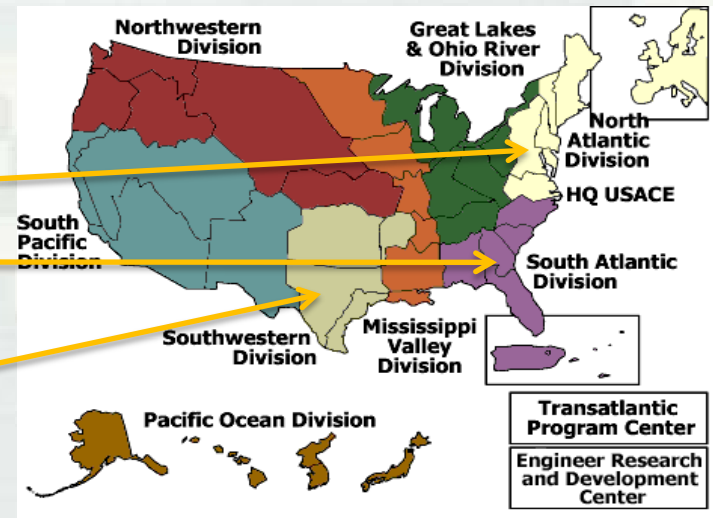 Northwestern
Division
Great Lakes
& Ohio River
Division
North
Atlantic
Division
HQ USACE
South
Pacific
Division
South Atlantic
Division
Southwestern
Division
Mississippi
Valley
Division
Pacific Ocean Division
Transatlantic
Program Center
Engineer Research
and Development
Center